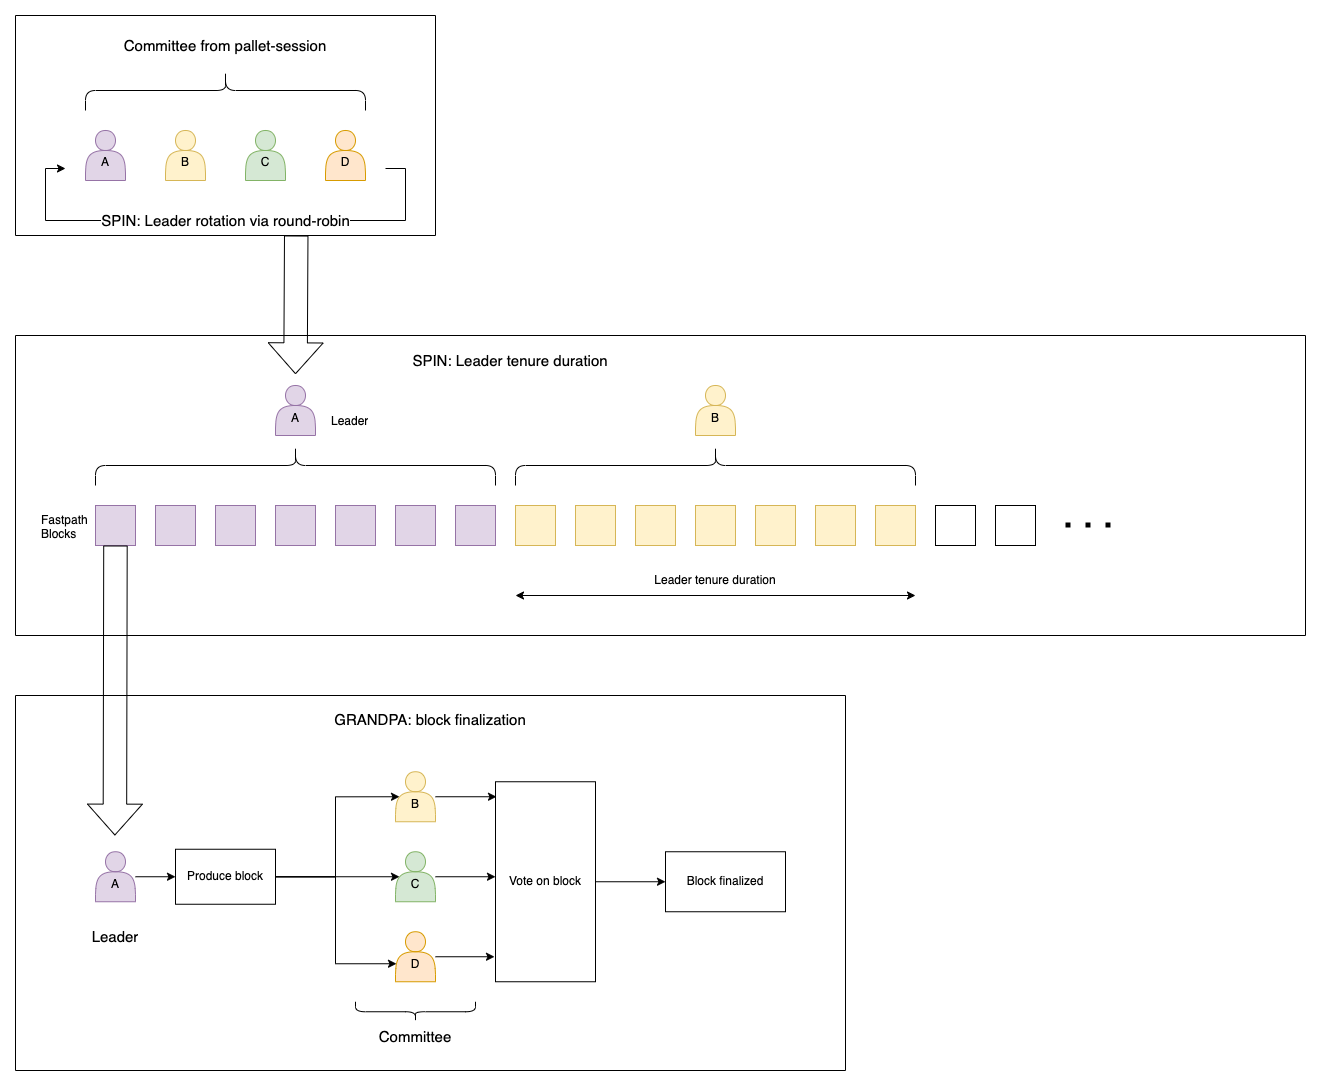 Committee from pallet-session
A
B
C
D
SPIN: Leader rotation via round-robin
SPIN: Leader tenure duration
A
Leader
B
Fastpath
Blocks
Leader tenure duration
GRANDPA: block finalization
B
A
Produce block
C
Vote on block
Block finalized
D
Leader
Committee